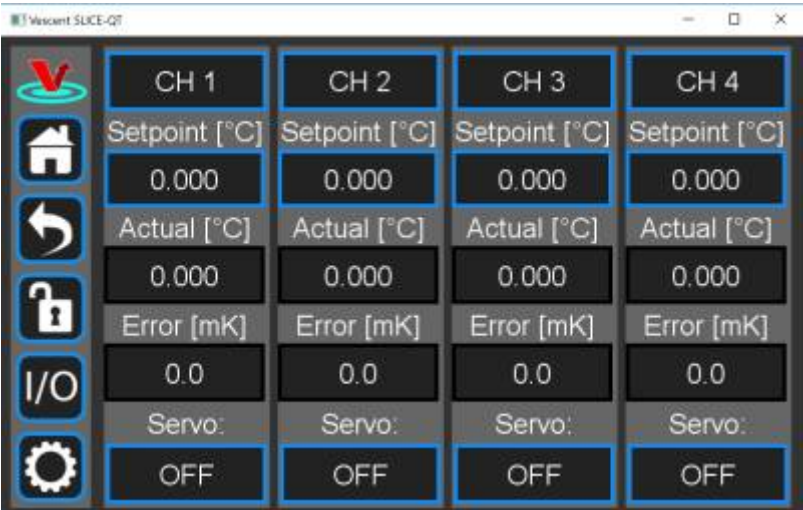 Vescent SLICE-QT
CH 1 CH 2 CH 3 CH 4
Setpoint [°C] Setpoint [°C] Setpoint [°C] Setpoint [°C]
0.000 0.000 0.000 0.000
Actual [°C] Actual [°C] Actual [°C] Actual [°C]
0.000 0.000 0.000 0.000
Error [mK] Error [mK] Error [mK] Error [mK]
I/O 0.0 0.0 0.0 0.0
Servo: Servo: Servo: Servo:
OFF OFF OFF OFF